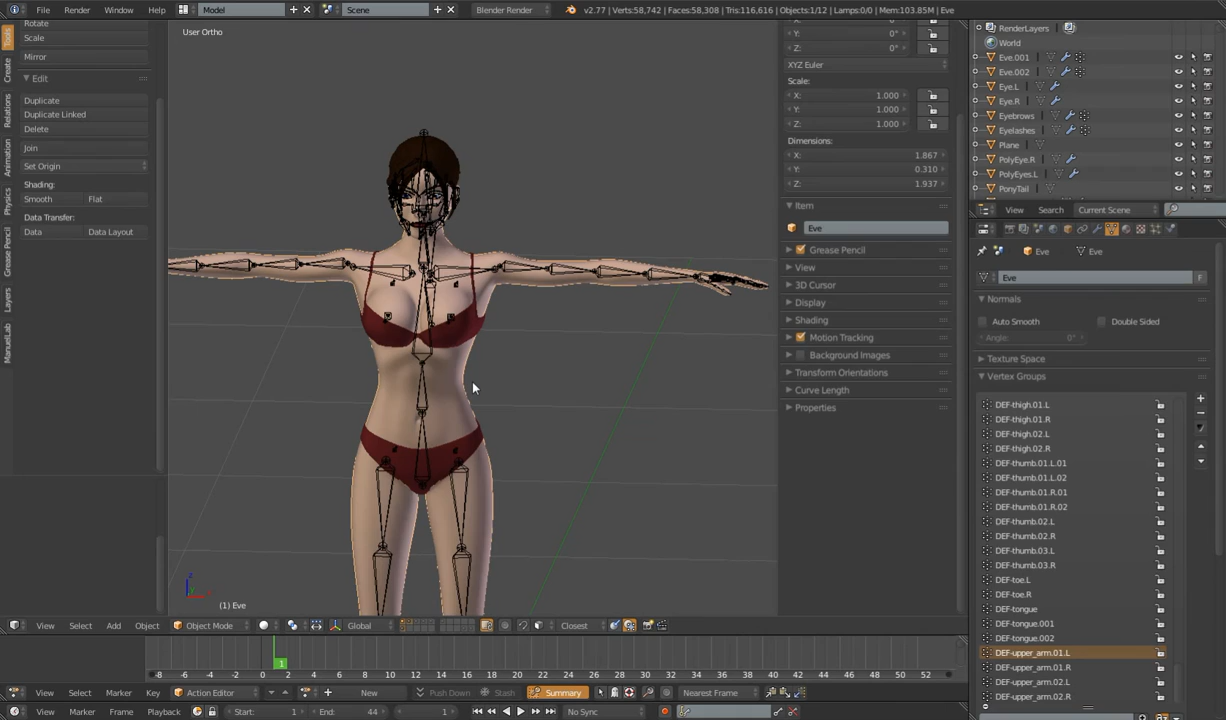 File Render Window Help Model Scene Blender Render v2.77 | Verts:58,742 | Faces:58,308 | Tris:116,616 | Objects:1/12 | Lamps:0/0 | Mem:103.85M | Eve
Tools
Create
Relations
Animation
Physics
Grease Pencil
Layers
ManuelLab
Rotate
Scale
Mirror
Edit
Duplicate
Duplicate Linked
Delete
Join
Set Origin
Shading:
Smooth Flat
Data Transfer:
Data Data Layout
User Ortho
(1) Eve
Y: 0°
Z: 0°
XYZ Euler
Scale:
X: 1.000
Y: 1.000
Z: 1.000
Dimensions:
X: 1.867
Y: 0.310
Z: 1.937
Item
Eve
Grease Pencil
View
3D Cursor
Display
Shading
Motion Tracking
Background Images
Transform Orientations
Curve Length
Properties
RenderLayers
World
Eve.001
Eve.002
Eye.L
Eye.R
Eyebrows
Eyelashes
Plane
PolyEye.R
PolyEyes.L
PonyTail
View Search Current Scene
Eve Eve
Eve F
Normals
Auto Smooth Double Sided
Angle: 0°
Texture Space
Vertex Groups
DEF-thigh.01.L
DEF-thigh.01.R
DEF-thigh.02.L
DEF-thigh.02.R
DEF-thumb.01.L.01
DEF-thumb.01.L.02
DEF-thumb.01.R.01
DEF-thumb.01.R.02
DEF-thumb.02.L
DEF-thumb.02.R
DEF-thumb.03.L
DEF-thumb.03.R
DEF-toe.L
DEF-toe.R
DEF-tongue
DEF-tongue.001
DEF-tongue.002
DEF-upper_arm.01.L
DEF-upper_arm.01.R
DEF-upper_arm.02.L
DEF-upper_arm.02.R
View Select Add Object Object Mode Global Closest
1
-8 -6 -4 -2 0 2 4 6 8 10 12 14 16 18 20 22 24 26 28 30 32 34 36 38 40 42 44 46 48 50 52
View Select Marker Key Action Editor New Push Down Stash Summary Nearest Frame
View Marker Frame Playback Start: 1 End: 44 1 No Sync